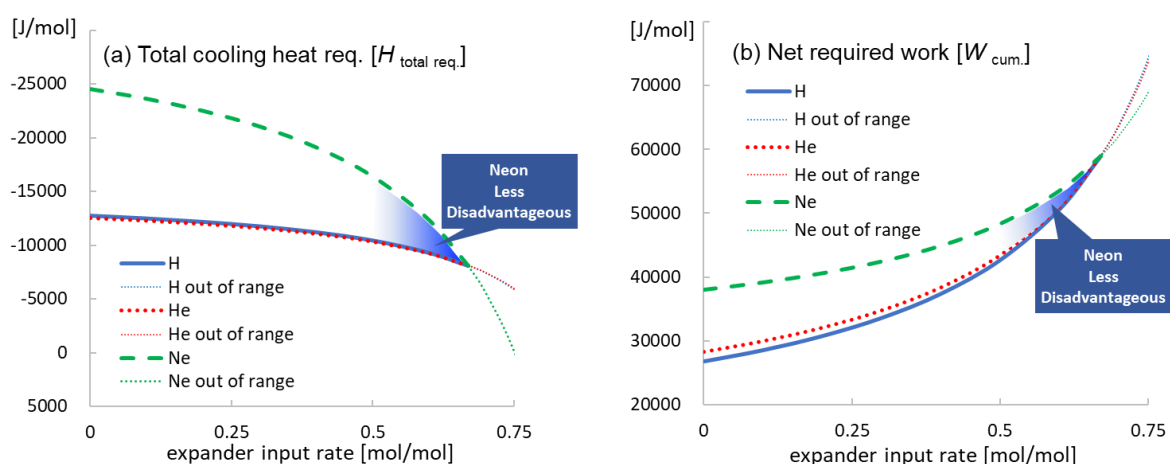 [J/mol]
(a) Total cooling heat req. [H total req.]
-25000
-20000
-15000
-10000
-5000
0
5000
Neon
Less
Disadvantageous
H
H out of range
He
He out of range
Ne
Ne out of range
0
0.25
0.5
0.75
expander input rate [mol/mol]
[J/mol]
(b) Net required work [W cum.]
70000
60000
50000
40000
30000
20000
H
H out of range
He
He out of range
Ne
Ne out of range
Neon
Less
Disadvantageous
0
0.25
0.5
0.75
expander input rate [mol/mol]